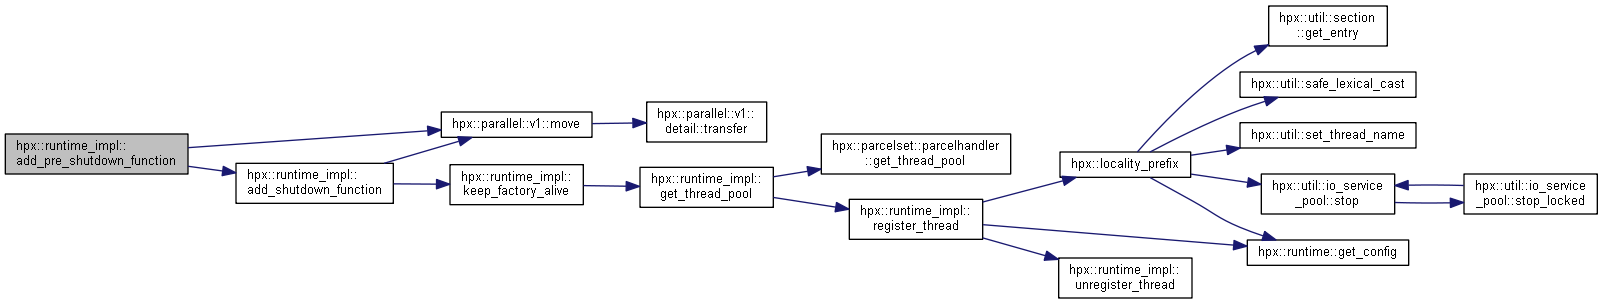 hpx::runtime_impl::
add_pre_shutdown_function
hpx::runtime_impl::
add_shutdown_function
hpx::parallel::v1::move
hpx::runtime_impl::
keep_factory_alive
hpx::parallel::v1::
detail::transfer
hpx::runtime_impl::
get_thread_pool
hpx::parcelset::parcelhandler
::get_thread_pool
hpx::runtime_impl::
register_thread
hpx::locality_prefix
hpx::runtime_impl::
unregister_thread
hpx::util::section
::get_entry
hpx::util::safe_lexical_cast
hpx::util::set_thread_name
hpx::util::io_service
_pool::stop
hpx::runtime::get_config
hpx::util::io_service
_pool::stop_locked